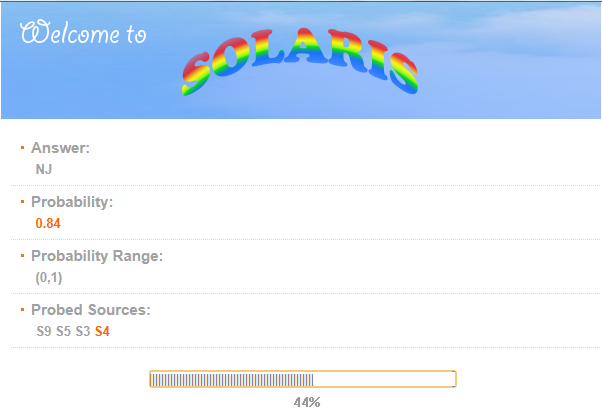 Welcome to SOLARIS
Answer:
NJ
Probability:
0.84
Probability Range:
(0,1)
Probed Sources:
S9 S5 S3 S4
44%